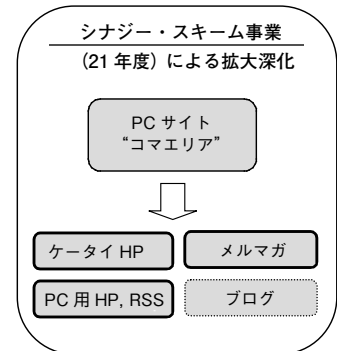 シナジー・スキーム事業
(21 年度) による拡大深化
PC サイト
“コマエリア”
ケータイ HP
メルマガ
PC 用 HP, RSS
ブログ